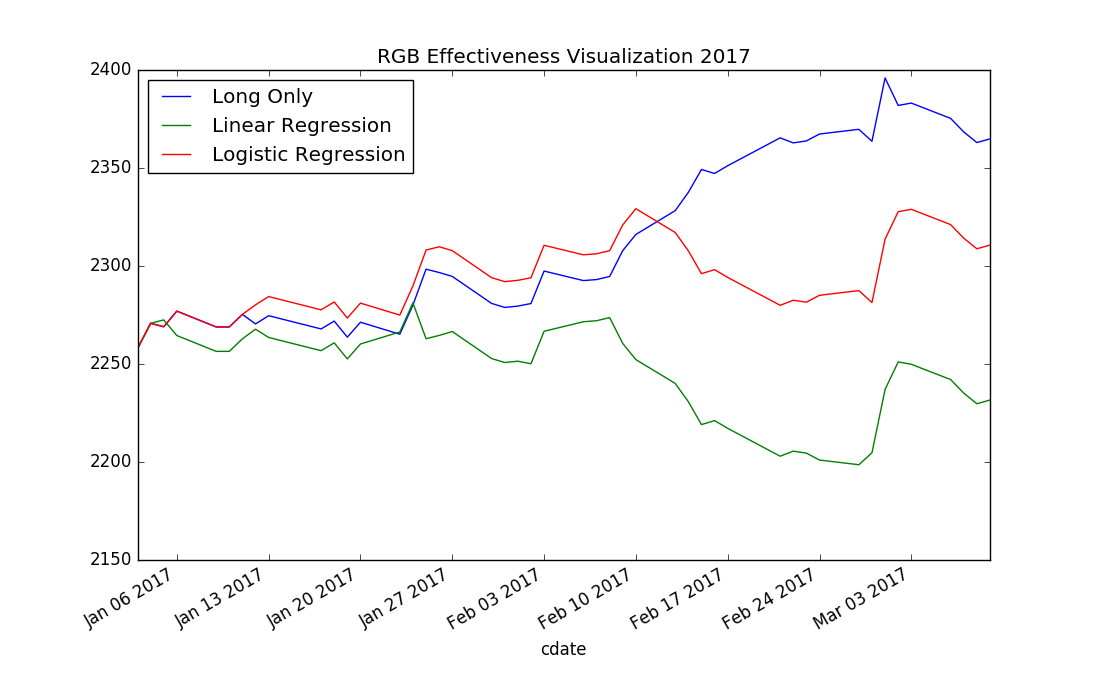 RGB Effectiveness Visualization 2017
2400
2350
2300
2250
2200
2150
Long Only
Linear Regression
Logistic Regression
Jan 06 2017
Jan 13 2017
Jan 20 2017
Jan 27 2017
Feb 03 2017
Feb 10 2017
Feb 17 2017
Feb 24 2017
Mar 03 2017
cdate